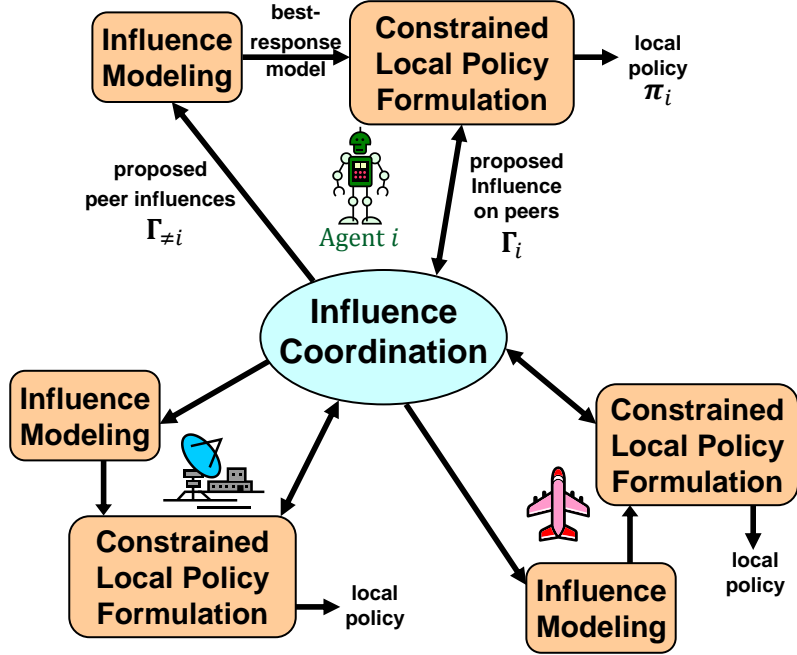 Influence
Modeling
best-
response
model
Constrained
Local Policy
Formulation
local
policy
π_i
proposed
peer influences
Γ_≠i
Agent i
proposed
Influence
on peers
Γ_i
Influence
Coordination
Influence
Modeling
Constrained
Local Policy
Formulation
local
policy
Constrained
Local Policy
Formulation
local
policy
Influence
Modeling